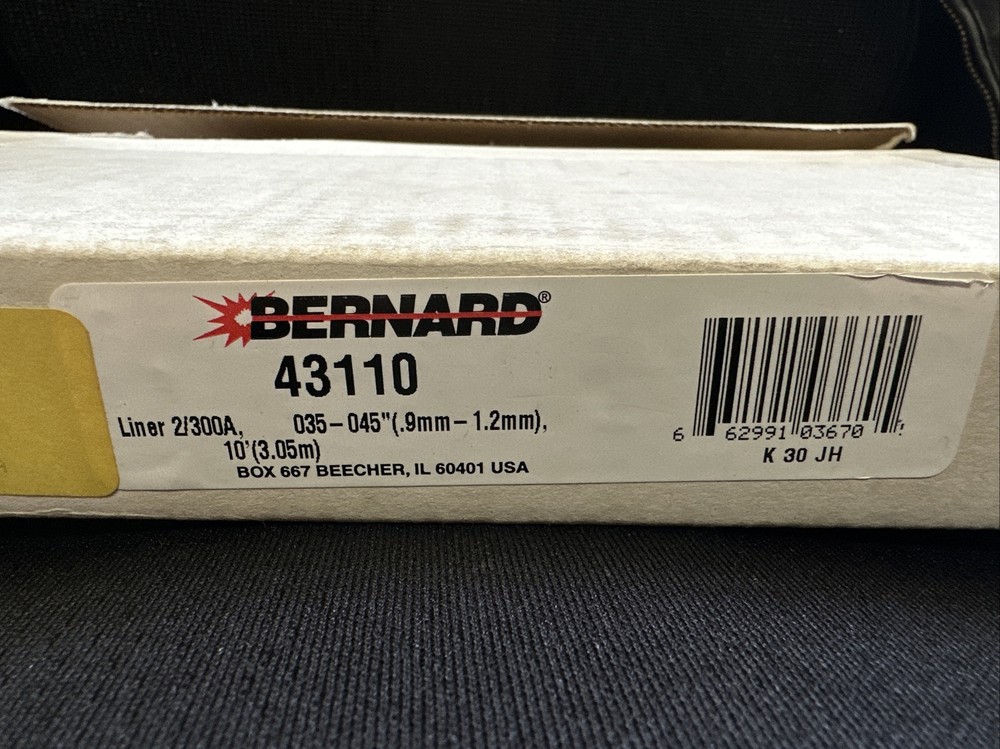 BERNARD®
43110
Liner 2/300A, 035-045"(.9mm-1.2mm),
10'(3.05m)
BOX 667 BEECHER, IL 60401 USA
6 62991 03670
K 30 JH